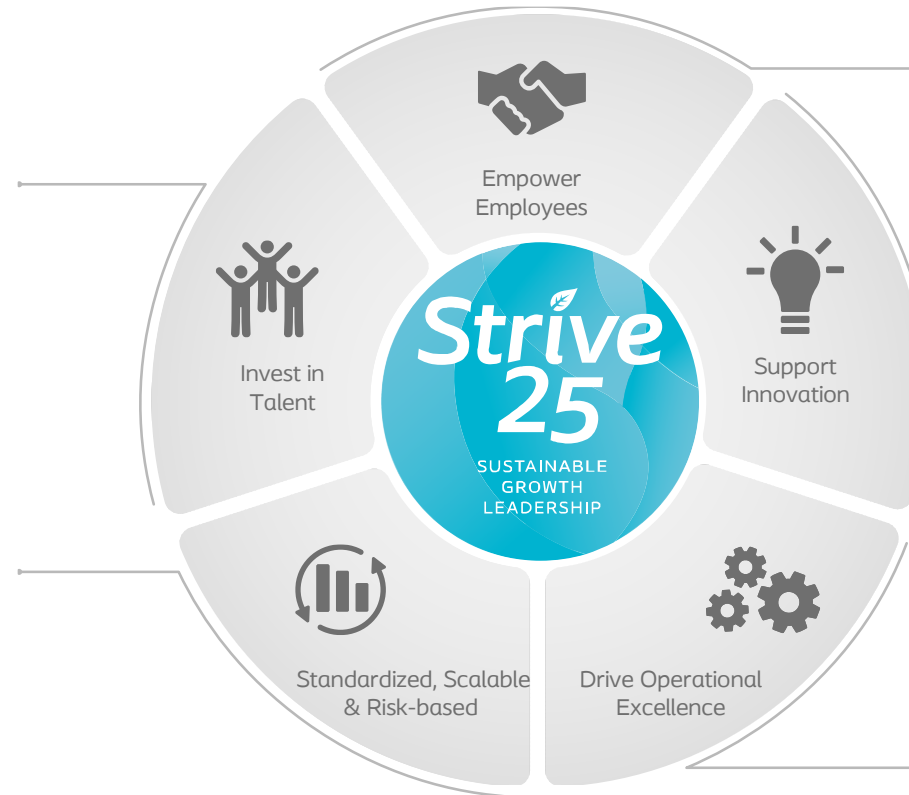 Empower
Employees
Support
Innovation
Drive Operational
Excellence
Standardized, Scalable
& Risk-based
Invest in
Talent
Strive
25
SUSTAINABLE
GROWTH
LEADERSHIP